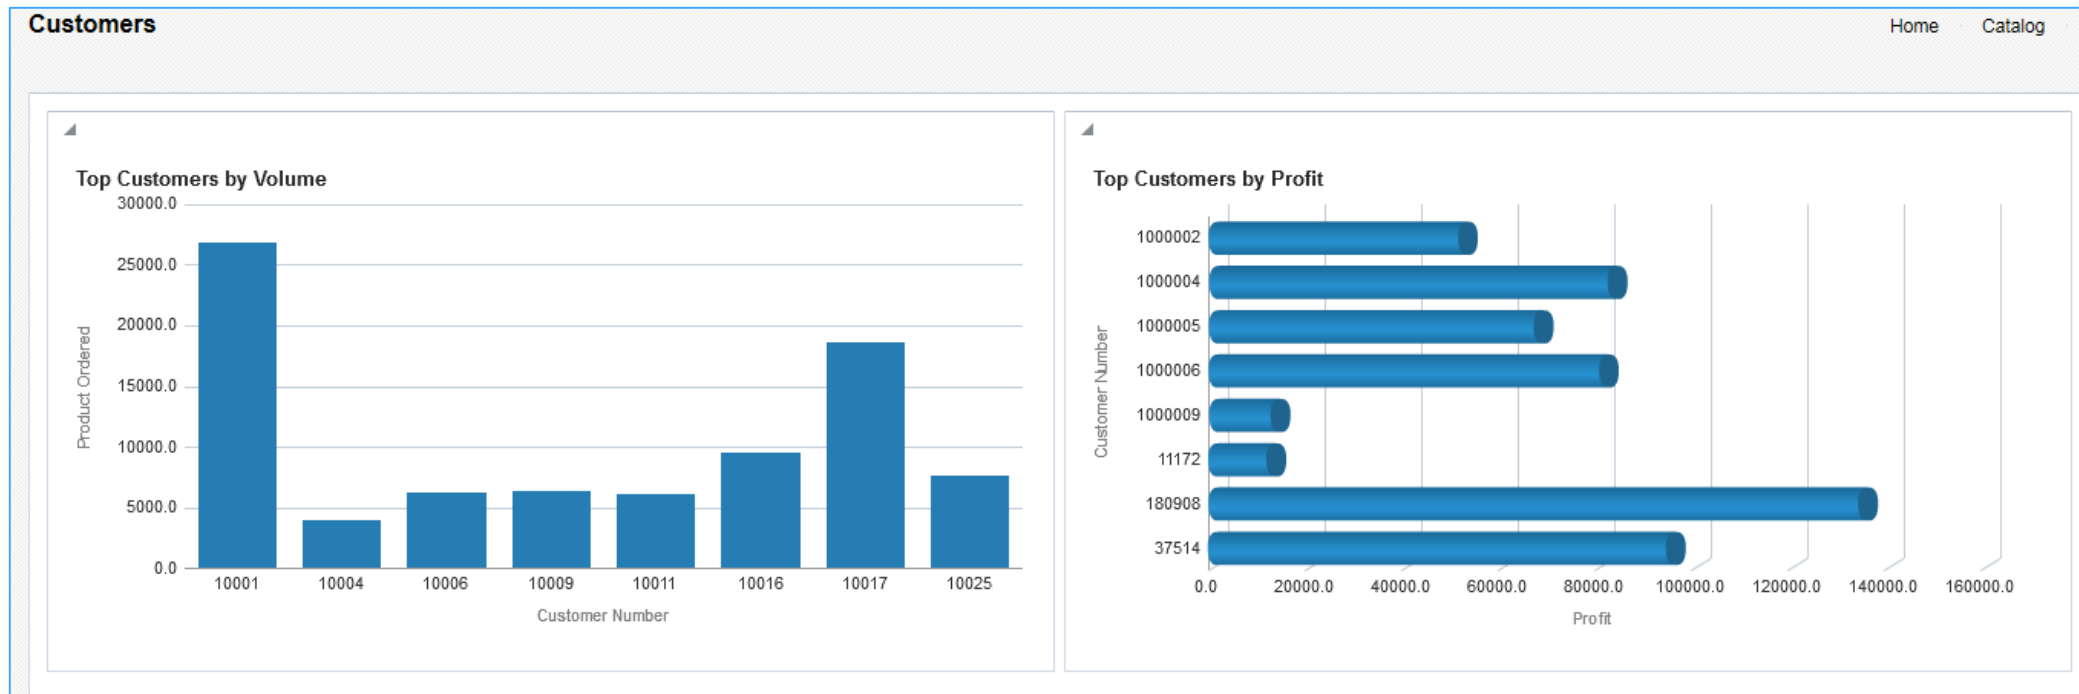 Customers
Home Catalog
Top Customers by Volume
30000.0
25000.0
20000.0
15000.0
10000.0
5000.0
0.0
Product Ordered
10001 10004 10006 10009 10011 10016 10017 10025
Customer Number
Top Customers by Profit
1000002
1000004
1000005
1000006
1000009
11172
180908
37514
Customer Number
0.0 20000.0 40000.0 60000.0 80000.0 100000.0 120000.0 140000.0 160000.0
Profit